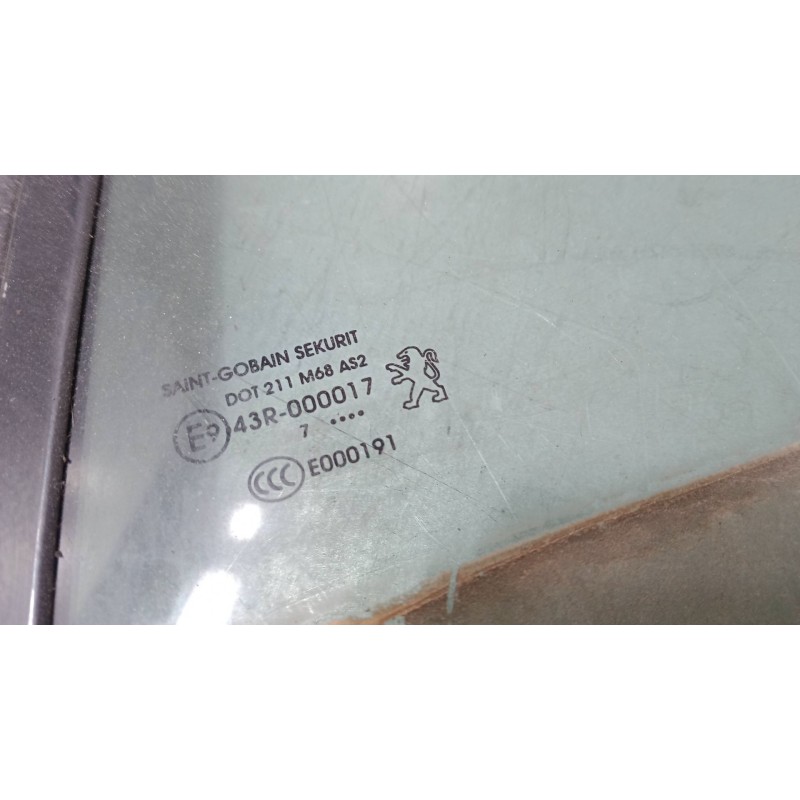 SAINT-GOBAIN SEKURIT
DOT 211 M68 AS2
E9 43R-000017
7 ....
CCC E000191